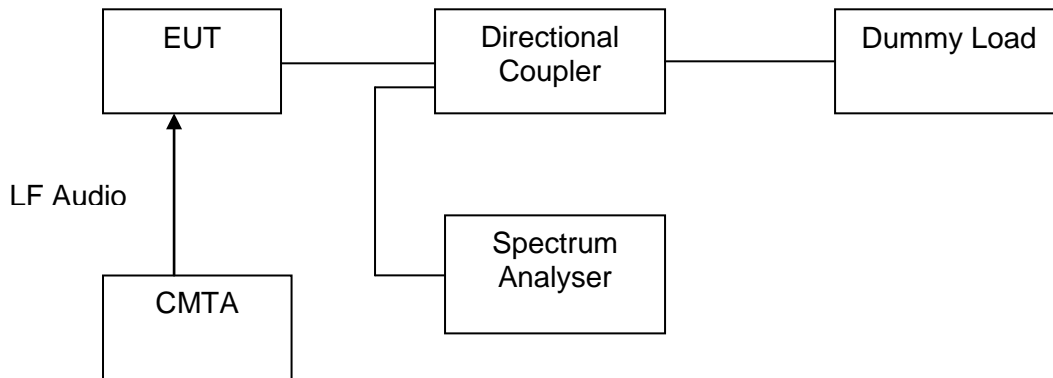 EUT
Directional
Coupler
Dummy Load
LF Audio
Spectrum
Analyser
CMTA